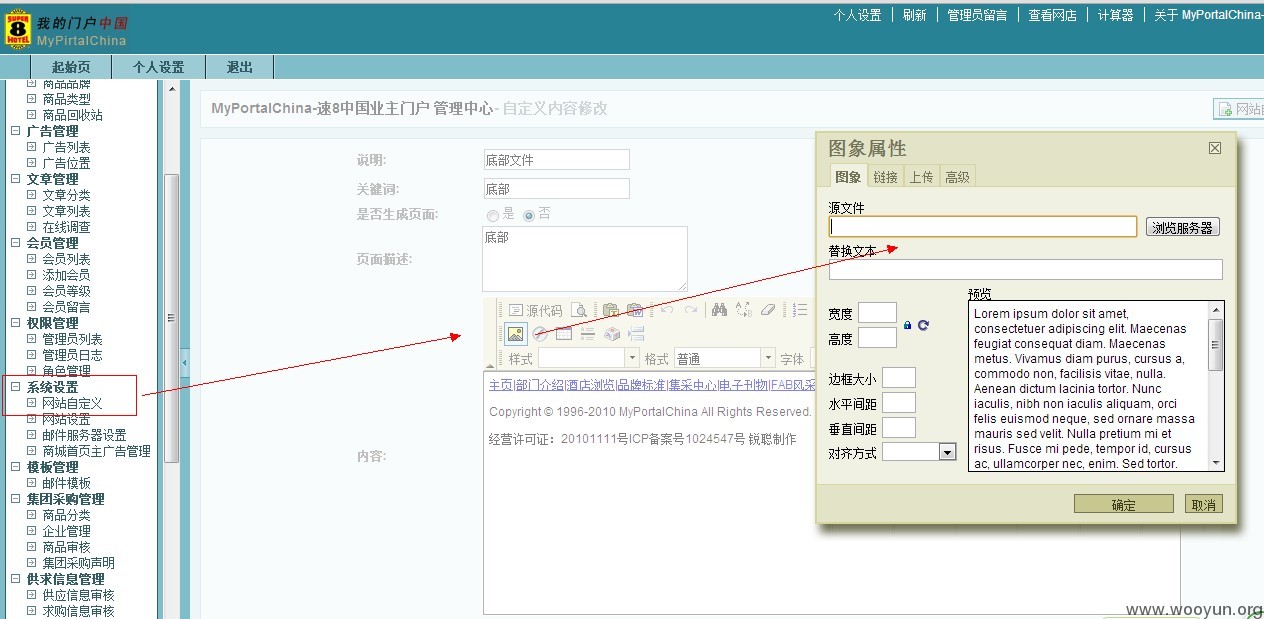 SUPER 8 HOTEL
我的门户中国
MyPirtalChina
个人设置 | 刷新 | 管理员留言 | 查看网店 | 计算器 | 关于 MyPortalChina-
起始页 个人设置 退出
商品品牌
商品类型
商品回收站
广告管理
广告列表
广告位置
文章管理
文章分类
文章列表
在线调查
会员管理
会员列表
添加会员
会员等级
会员留言
权限管理
管理员列表
管理员日志
角色管理
系统设置
网站自定义
网站设置
邮件服务器设置
商城首页主广告管理
模板管理
邮件模板
集团采购管理
商品分类
企业管理
商品审核
集团采购声明
供求信息管理
供应信息审核
求购信息审核
MyPortalChina-速8中国业主门户 管理中心- 自定义内容修改
网站自
说明: 底部文件
关键词: 底部
是否生成页面: 是 否
页面描述: 底部
源代码
样式 格式 普通 字体
主页|部门介绍|酒店浏览|品牌标准|集采中心|电子刊物|FAB风采
Copyright © 1996-2010 MyPortalChina All Rights Reserved.
经营许可证：20101111号ICP备案号1024547号 锐聪制作
内容:
图象属性
图象 链接 上传 高级
源文件
浏览服务器
替换文本
宽度
高度
边框大小
水平间距
垂直间距
对齐方式
预览
Lorem ipsum dolor sit amet,
consectetuer adipiscing elit. Maecenas
feugiat consequat diam. Maecenas
metus. Vivamus diam purus, cursus a,
commodo non, facilisis vitae, nulla.
Aenean dictum lacinia tortor. Nunc
iaculis, nibh non iaculis aliquam, orci
felis euismod neque, sed ornare massa
mauris sed velit. Nulla pretium mi et
risus. Fusce mi pede, tempor id, cursus
ac, ullamcorper nec, enim. Sed tortor.
确定 取消
www.wooyun.org